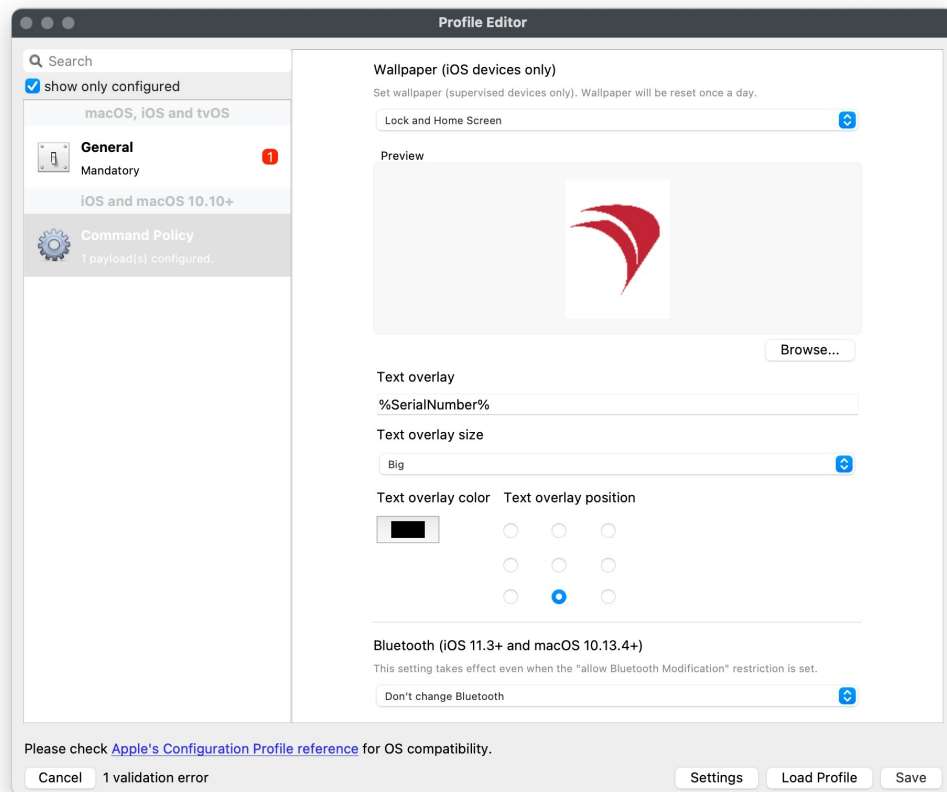 Profile Editor
Search
show only configured
macOS, iOS and tvOS
General
1
Mandatory
iOS and macOS 10.10+
Command Policy
1 payload(s) configured.
Wallpaper (iOS devices only)
Set wallpaper (supervised devices only). Wallpaper will be reset once a day.
Lock and Home Screen
Preview
Browse...
Text overlay
%SerialNumber%
Text overlay size
Big
Text overlay color Text overlay position
Bluetooth (iOS 11.3+ and macOS 10.13.4+)
This setting takes effect even when the "allow Bluetooth Modification" restriction is set.
Don't change Bluetooth
Please check Apple's Configuration Profile reference for OS compatibility.
Cancel 1 validation error Settings Load Profile Save